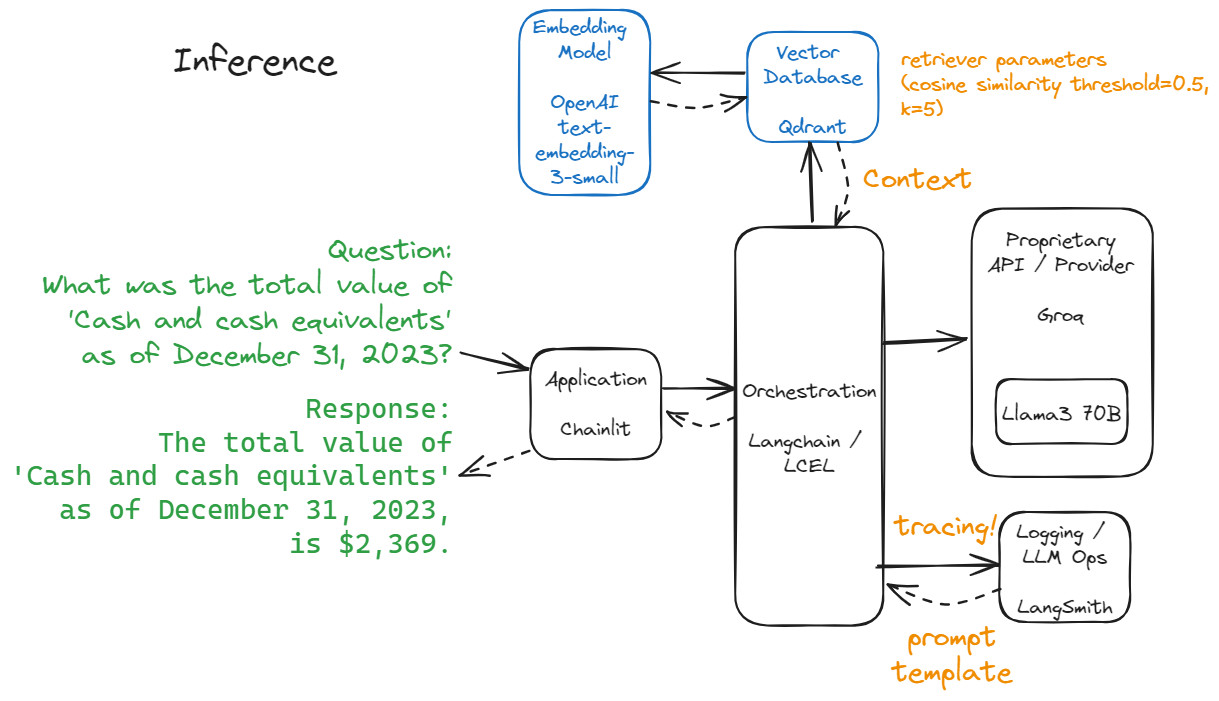 Inference
Embedding
Model
OpenAI
text-
embedding-
3-small
Vector
Database
Qdrant
retriever parameters
(cosine similarity threshold=0.5,
k=5)
Context
Question:
What was the total value of
'Cash and cash equivalents'
as of December 31, 2023?
Response:
The total value of
'Cash and cash equivalents'
as of December 31, 2023,
is $2,369.
Application
Chainlit
Orchestration
Langchain /
LCEL
Proprietary
API / Provider
Groq
Llama3 70B
tracing!
Logging /
LLM Ops
LangSmith
prompt
template